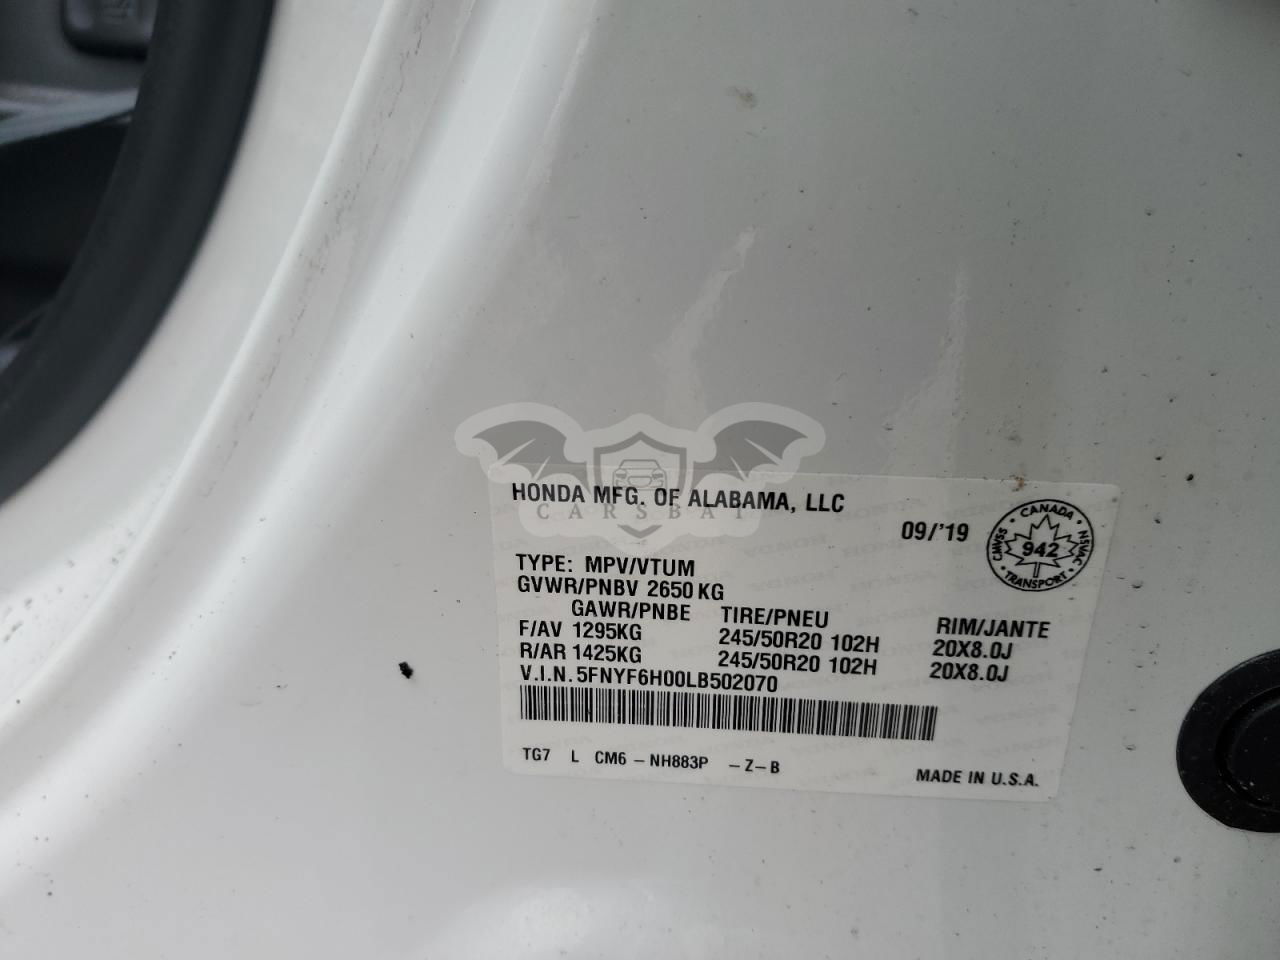 HONDA MFG. OF ALABAMA, LLC
CARSBAT
09/'19
CANADA
CMVSS
942
NSVAC
TRANSPORT
TYPE: MPV/VTUM
GVWR/PNBV 2650 KG
GAWR/PNBE TIRE/PNEU RIM/JANTE
F/AV 1295KG 245/50R20 102H 20X8.0J
R/AR 1425KG 245/50R20 102H 20X8.0J
V.I.N. 5FNYF6H00LB502070
TG7 L CM6 - NH883P - Z - B
MADE IN U.S.A.